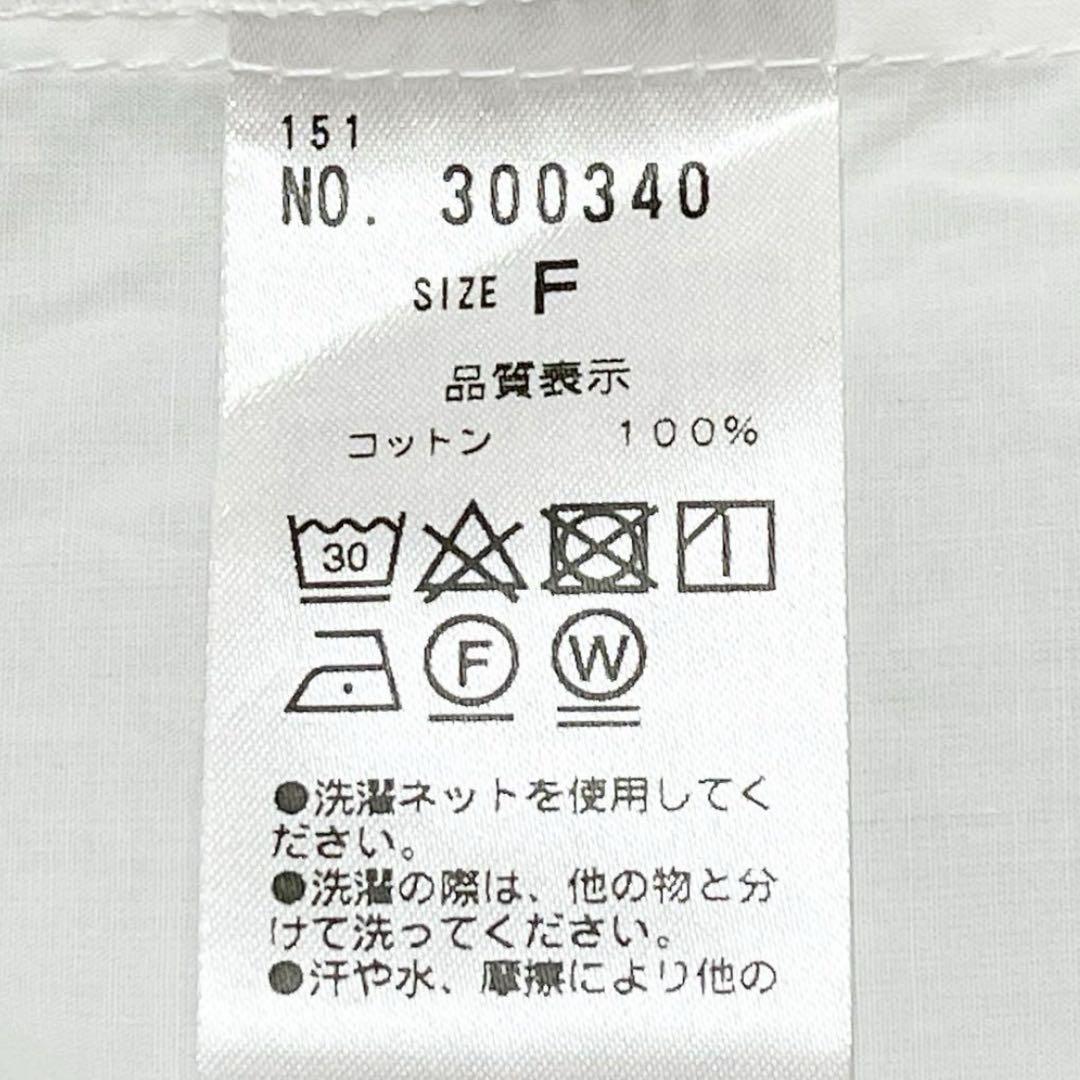 151
NO. 300340
SIZE F
品質表示
コットン 100%
30
F W
●洗濯ネットを使用してく
ださい。
●洗濯の際は、他の物と分
けて洗ってください。
●汗や水、摩擦により他の